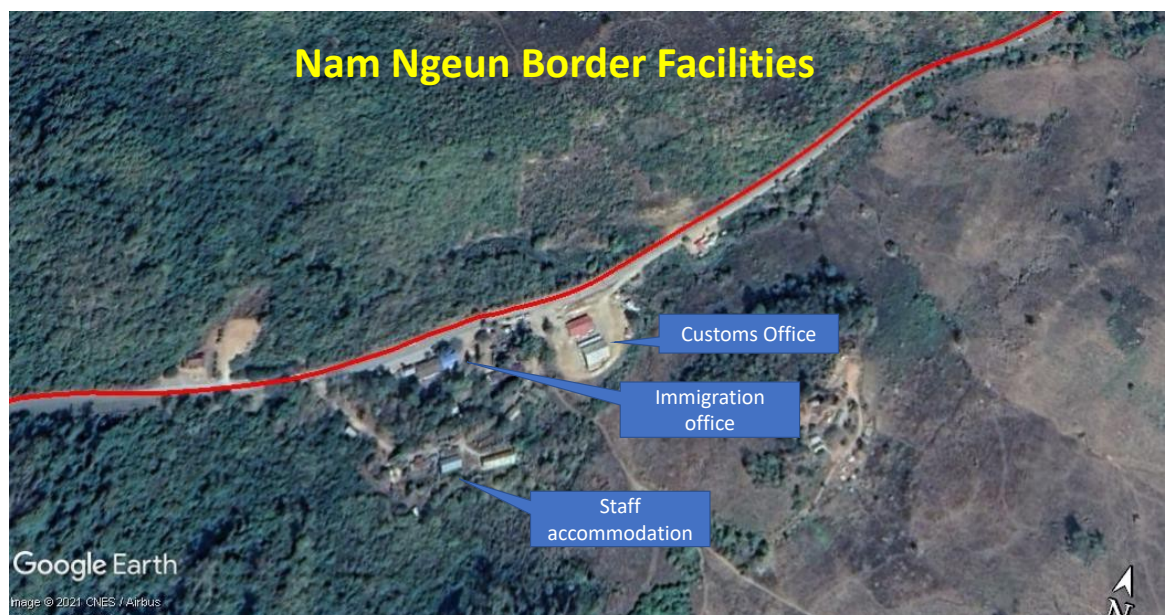 Nam Ngeun Border Facilities
Customs Office
Immigration
office
Staff
accommodation
Google Earth
Image © 2021 CNES / Airbus
N